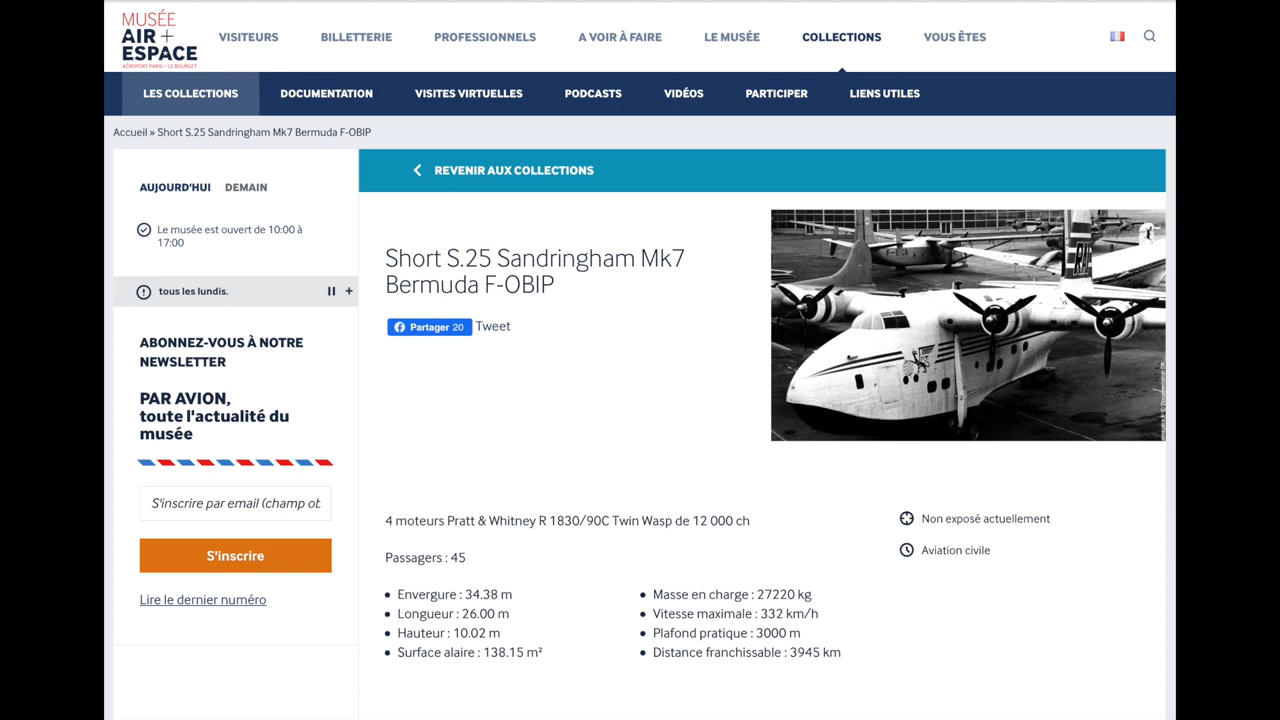 MUSÉE
AIR +
ESPACE
AÉROPORT PARIS - LE BOURGET
VISITEURS
BILLETTERIE
PROFESSIONNELS
A VOIR À FAIRE
LE MUSÉE
COLLECTIONS
VOUS ÊTES
LES COLLECTIONS
DOCUMENTATION
VISITES VIRTUELLES
PODCASTS
VIDÉOS
PARTICIPER
LIENS UTILES
Accueil » Short S.25 Sandringham Mk7 Bermuda F-OBIP
AUJOURD'HUI
DEMAIN
Le musée est ouvert de 10:00 à
17:00
tous les lundis.
ABONNEZ-VOUS À NOTRE
NEWSLETTER
PAR AVION,
toute l'actualité du
musée
S'inscrire par email (champ ob
S'inscrire
Lire le dernier numéro
REVENIR AUX COLLECTIONS
Short S.25 Sandringham Mk7
Bermuda F-OBIP
Partager 20
Tweet
RAI
4 moteurs Pratt & Whitney R 1830/90C Twin Wasp de 12 000 ch
Passagers : 45
Envergure : 34.38 m
Longueur : 26.00 m
Hauteur : 10.02 m
Surface alaire : 138.15 m²
Masse en charge : 27220 kg
Vitesse maximale : 332 km/h
Plafond pratique : 3000 m
Distance franchissable : 3945 km
Non exposé actuellement
Aviation civile